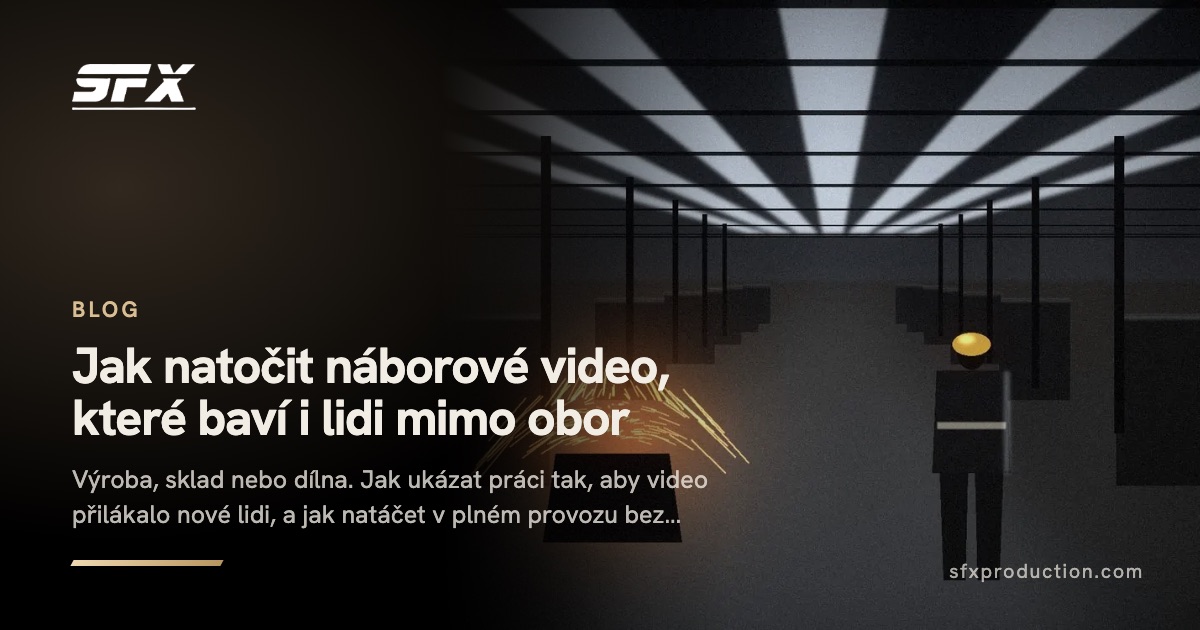 SFX
BLOG
Jak natočit náborové video,
které baví i lidi mimo obor
Výroba, sklad nebo dílna. Jak ukázat práci tak, aby video
přilákalo nové lidi, a jak natáčet v plném provozu bez...
sfxproduction.com